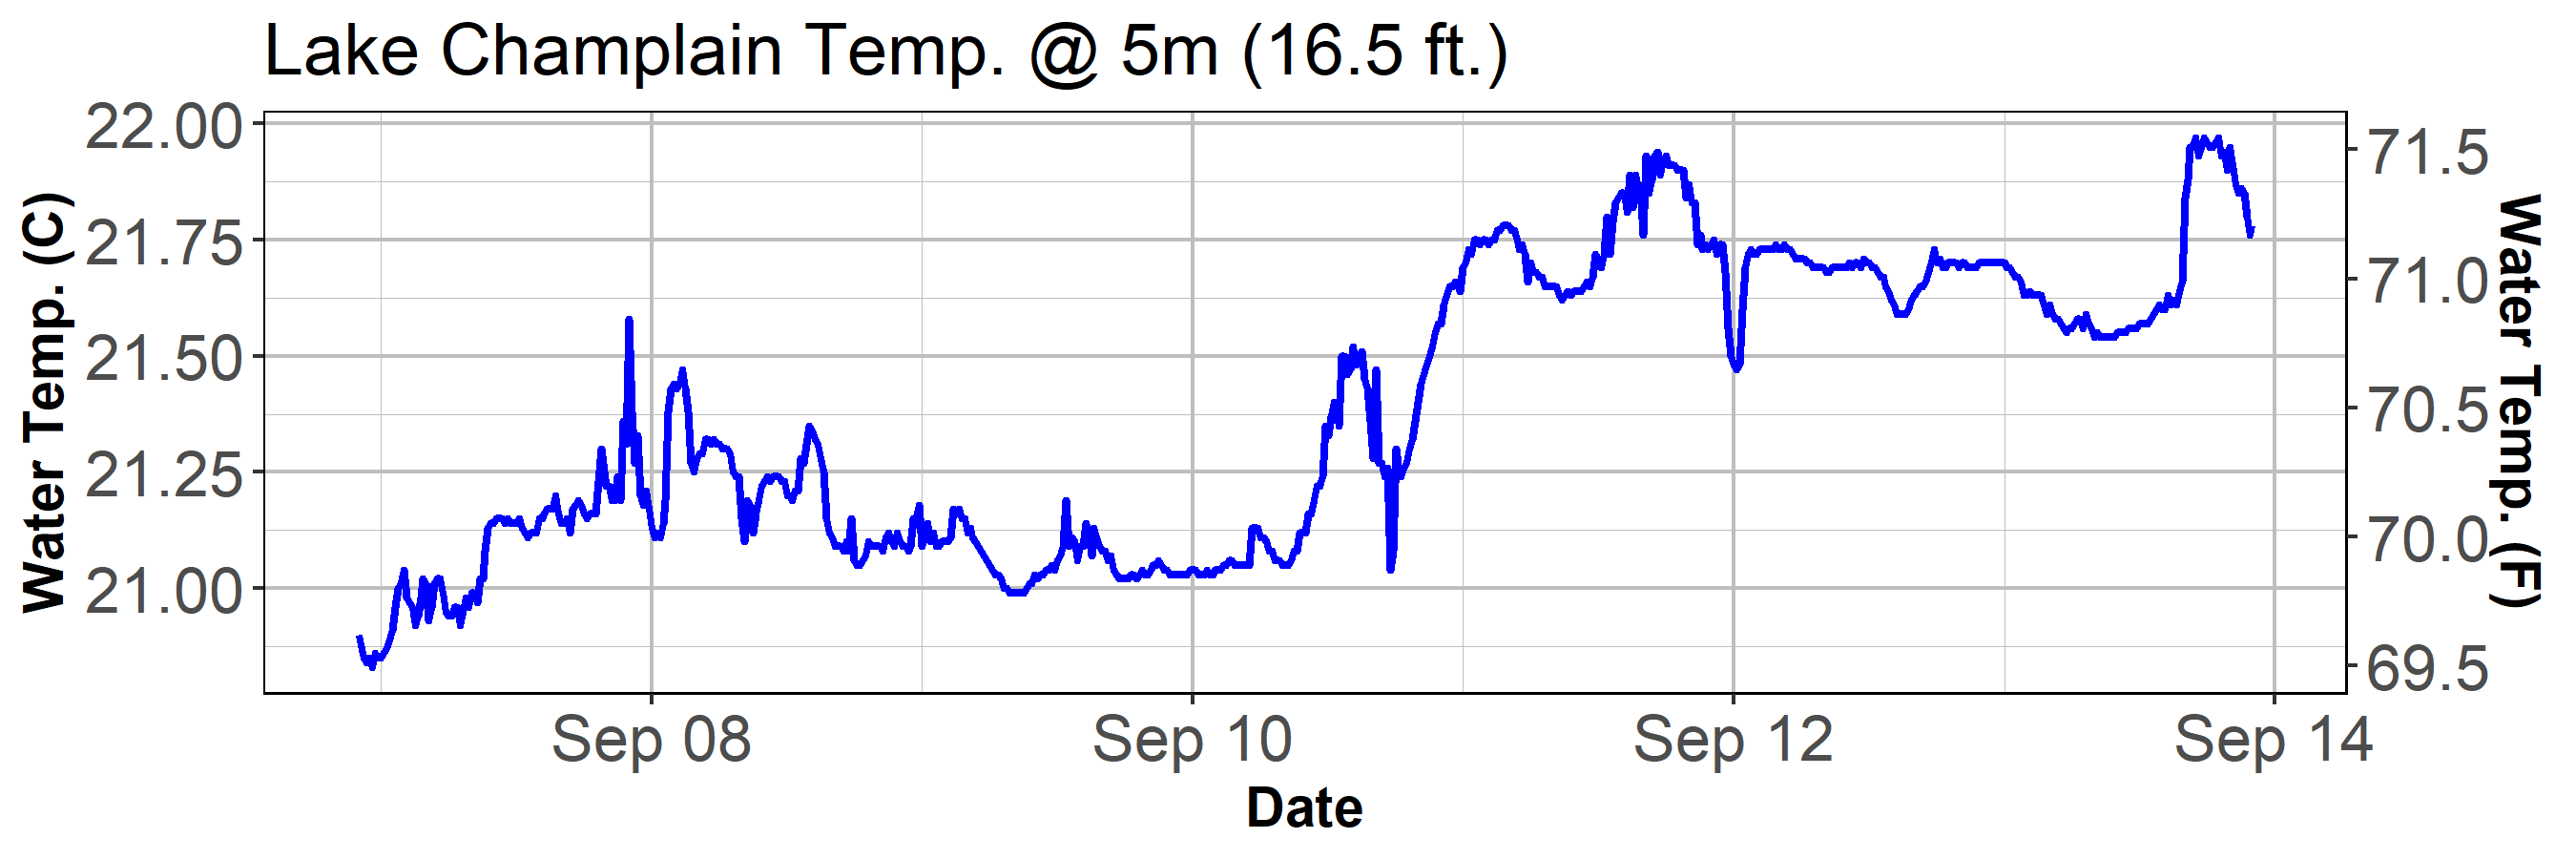 Lake Champlain Temp. @ 5m (16.5 ft.)
22.00
21.75
21.50
21.25
21.00
Water Temp. (C)
71.5
71.0
70.5
70.0
69.5
Water Temp. (F)
Sep 08 Sep 10 Sep 12 Sep 14
Date